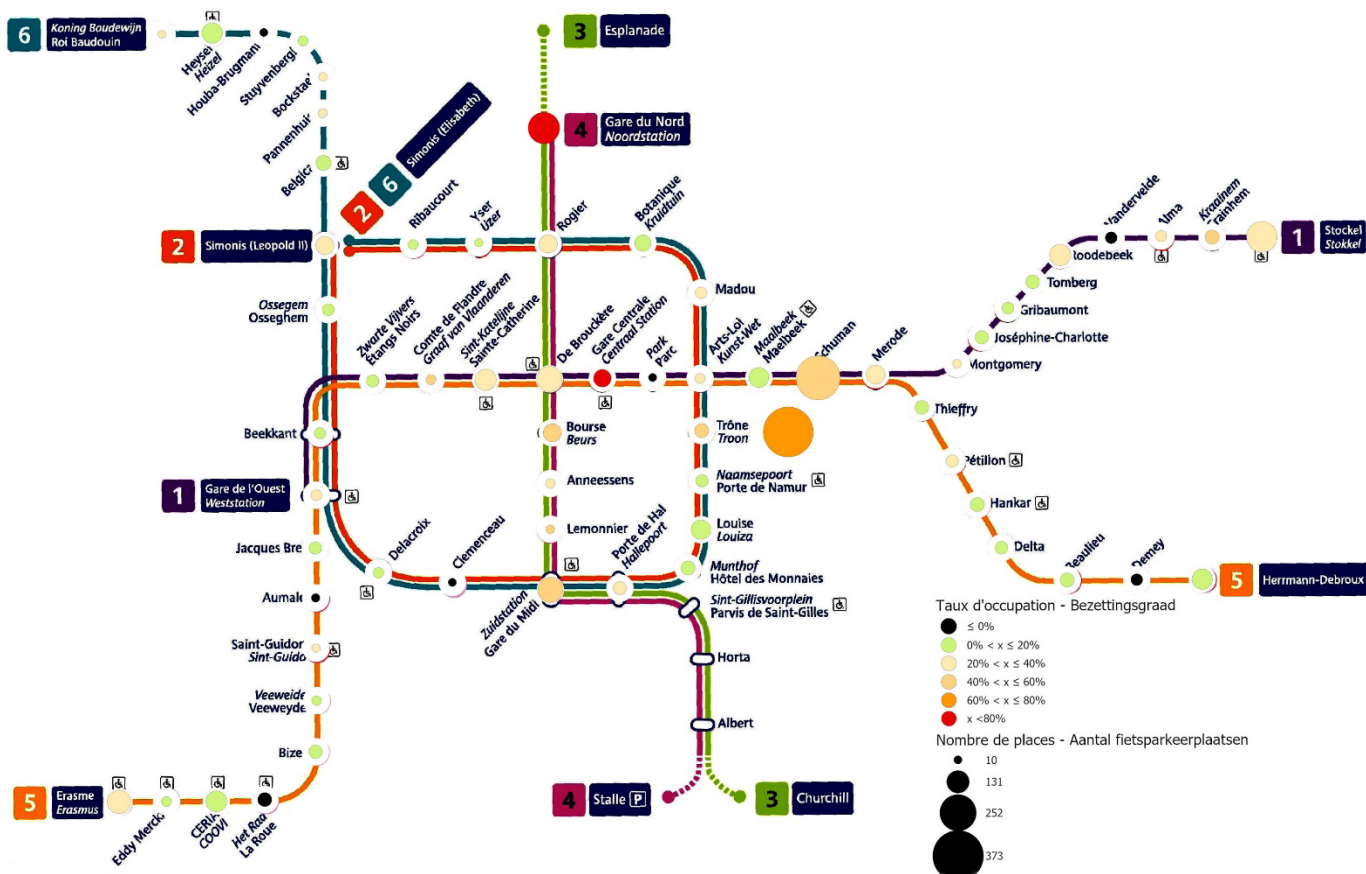 6
Koning Boudewijn
Roi Baudouin
Heysel
Heizel
Houba-Brugmann
Stuyvenbergh
Bockstael
Pannenhuis
Belgica
3 Esplanade
4 Gare du Nord
Noordstation
2 6 Simonis (Elisabeth)
2 Simonis (Leopold II)
Ribaucourt
Yser
IJzer
Rogier
Botanique
Kruidtuin
Madou
Ossegem
Osseghem
Zwarte Vijvers
Étangs Noirs
Comte de Flandre
Graaf van Vlaanderen
Sint-Katelijne
Sainte-Catherine
De Brouckère
Gare Centrale
Centraal Station
Park
Parc
Arts-Loi
Kunst-Wet
Maalbeek
Maelbeek
Schuman
Merode
Montgomery
Joséphine-Charlotte
Gribaumont
Tomberg
Roodebeek
Vandervelde
Alma
Kraainem
Crainhem
1 Stockel
Stokkel
Beekkant
1 Gare de l'Ouest
Weststation
Bourse
Beurs
Anneessens
Lemonnier
Trône
Troon
Naamsepoort
Porte de Namur
Louise
Louiza
Munthof
Hôtel des Monnaies
Porte de Hal
Hallepoort
Zuidstation
Gare du Midi
Clemenceau
Delacroix
Sint-Gillisvoorplein
Parvis de Saint-Gilles
Horta
Albert
4 Stalle P
3 Churchill
Jacques Bre
Aumale
Saint-Guidon
Sint-Guido
Veeweide
Veeweyde
Bizet
5 Erasme
Erasmus
Eddy Merck
CERIA
COOVI
Het Rad
La Roue
Thieffry
Pétillon
Hankar
Delta
Beaulieu
Demey
5 Herrmann-Debroux
Taux d'occupation - Bezettingsgraad
≤ 0%
0% < x ≤ 20%
20% < x ≤ 40%
40% < x ≤ 60%
60% < x ≤ 80%
x <80%
Nombre de places - Aantal fietsparkeerplaatsen
10
131
252
373